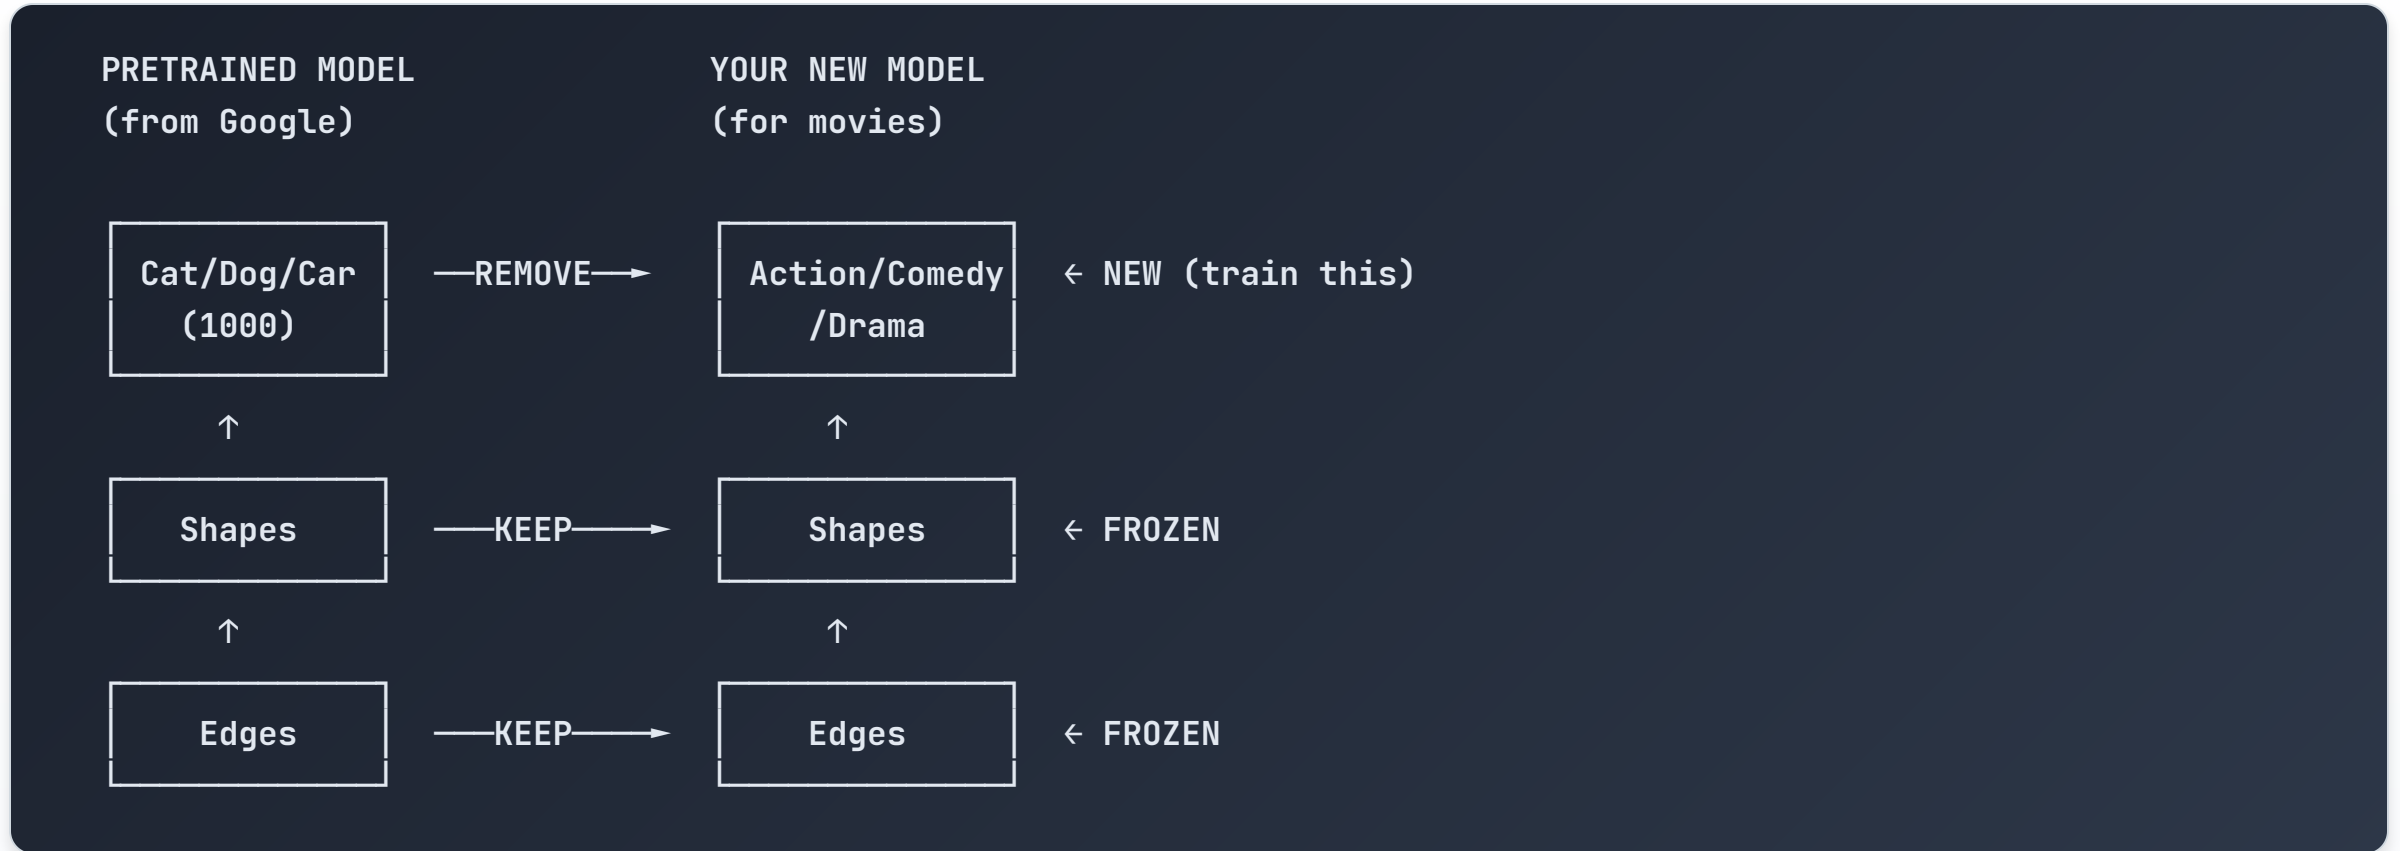 PRETRAINED MODEL YOUR NEW MODEL
(from Google) (for movies)
Cat/Dog/Car ──REMOVE──► Action/Comedy ← NEW (train this)
(1000) /Drama
↑ ↑
Shapes ───KEEP────► Shapes ← FROZEN
↑ ↑
Edges ───KEEP────► Edges ← FROZEN